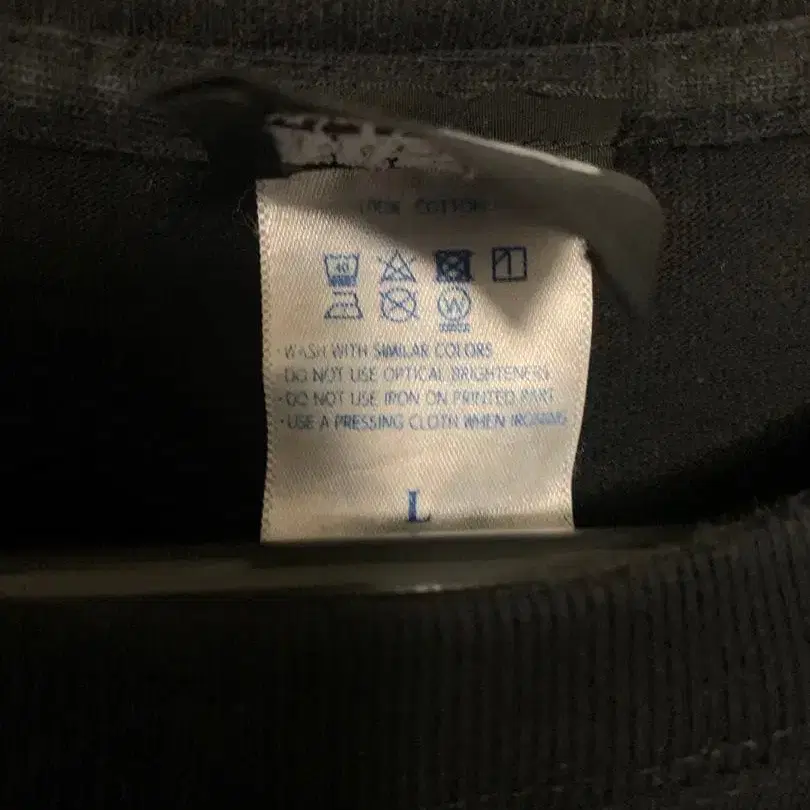 COTTON
40
W
· WASH WITH SIMILAR COLORS
DO NOT USE OPTICAL BRIGHTENERS
· DO NOT USE IRON ON PRINTED PART
· USE A PRESSING CLOTH WHEN IRONING
L